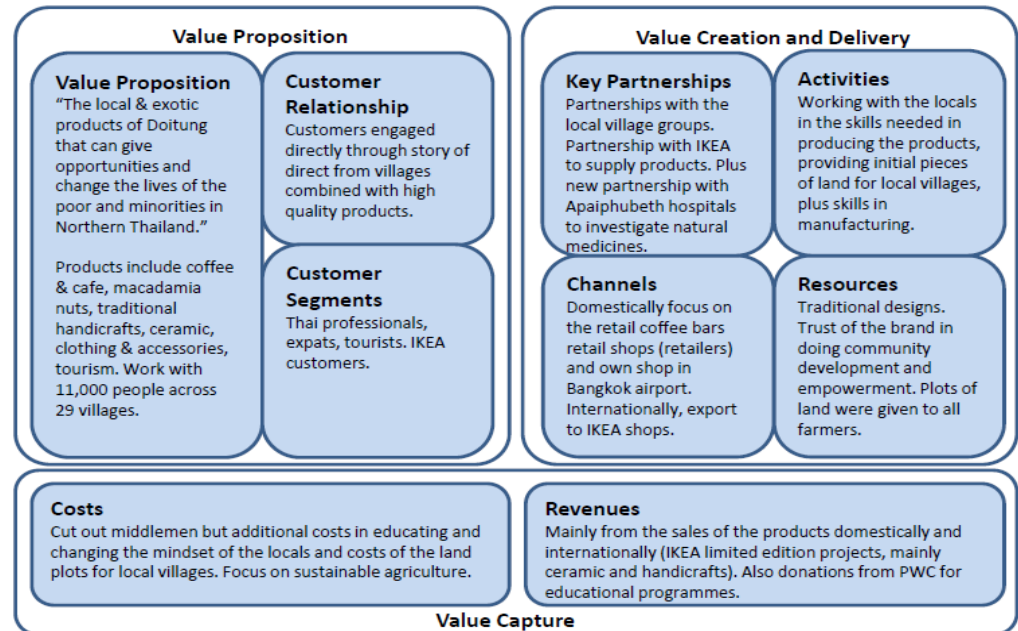 Value Proposition
Value Proposition
“The local & exotic
products of Doitung
that can give
opportunities and
change the lives of the
poor and minorities in
Northern Thailand.”
Products include coffee
& cafe, macadamia
nuts, traditional
handicrafts, ceramic,
clothing & accessories,
tourism. Work with
11,000 people across
29 villages.
Customer
Relationship
Customers engaged
directly through story of
direct from villages
combined with high
quality products.
Customer
Segments
Thai professionals,
expats, tourists. IKEA
customers.
Value Creation and Delivery
Key Partnerships
Partnerships with the
local village groups.
Partnership with IKEA
to supply products. Plus
new partnership with
Apaiphubeth hospitals
to investigate natural
medicines.
Activities
Working with the locals
in the skills needed in
producing the products,
providing initial pieces
of land for local villages,
plus skills in
manufacturing.
Channels
Domestically focus on
the retail coffee bars
retail shops (retailers)
and own shop in
Bangkok airport.
Internationally, export
to IKEA shops.
Resources
Traditional designs.
Trust of the brand in
doing community
development and
empowerment. Plots of
land were given to all
farmers.
Costs
Cut out middlemen but additional costs in educating and
changing the mindset of the locals and costs of the land
plots for local villages. Focus on sustainable agriculture.
Revenues
Mainly from the sales of the products domestically and
internationally (IKEA limited edition projects, mainly
ceramic and handicrafts). Also donations from PWC for
educational programmes.
Value Capture